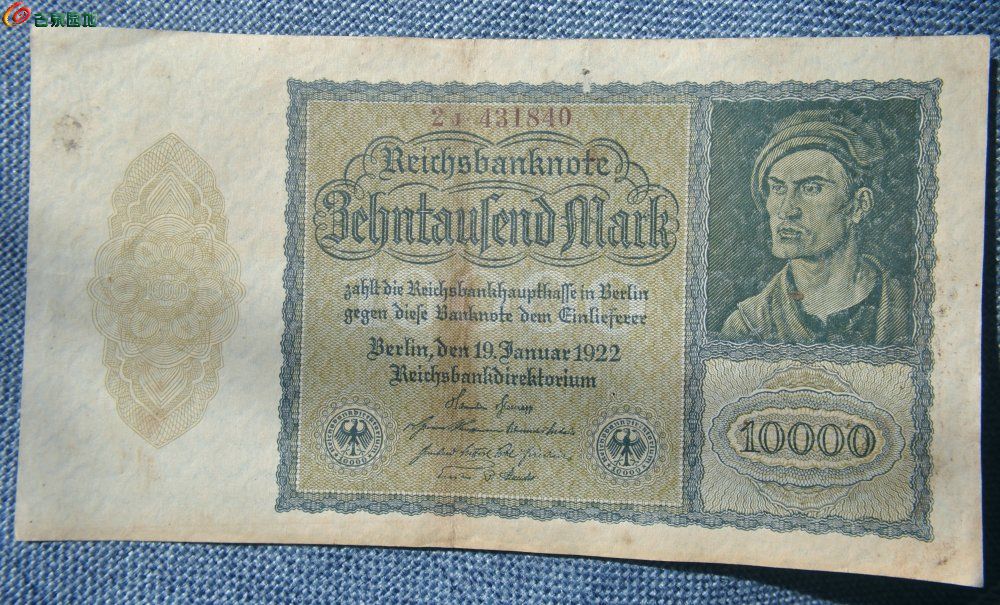 2J 431840
Reichsbanknote
Zehntausend Mark
zahlt die Reichsbankhauptkasse in Berlin
gegen diese Banknote dem Einlieferer
Berlin, den 19. Januar 1922
Reichsbankdirektorium
10000